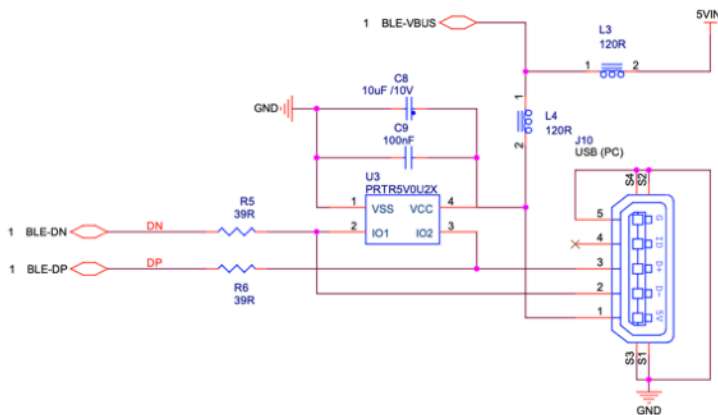 1 BLE-VBUS
5VIN
L3
120R
1 2
C8
10uF /10V
GND
C9
100nF
1
L4
120R
2
J10
USB (PC)
S4 S2
U3
PRTR5V0U2X
1 VSS VCC 4
2 IO1 IO2 3
R5
39R
1 BLE-DN DN
1 BLE-DP DP
R6
39R
5 G
4 ID
3 D+
2 D-
1 5V
S3 S1
GND